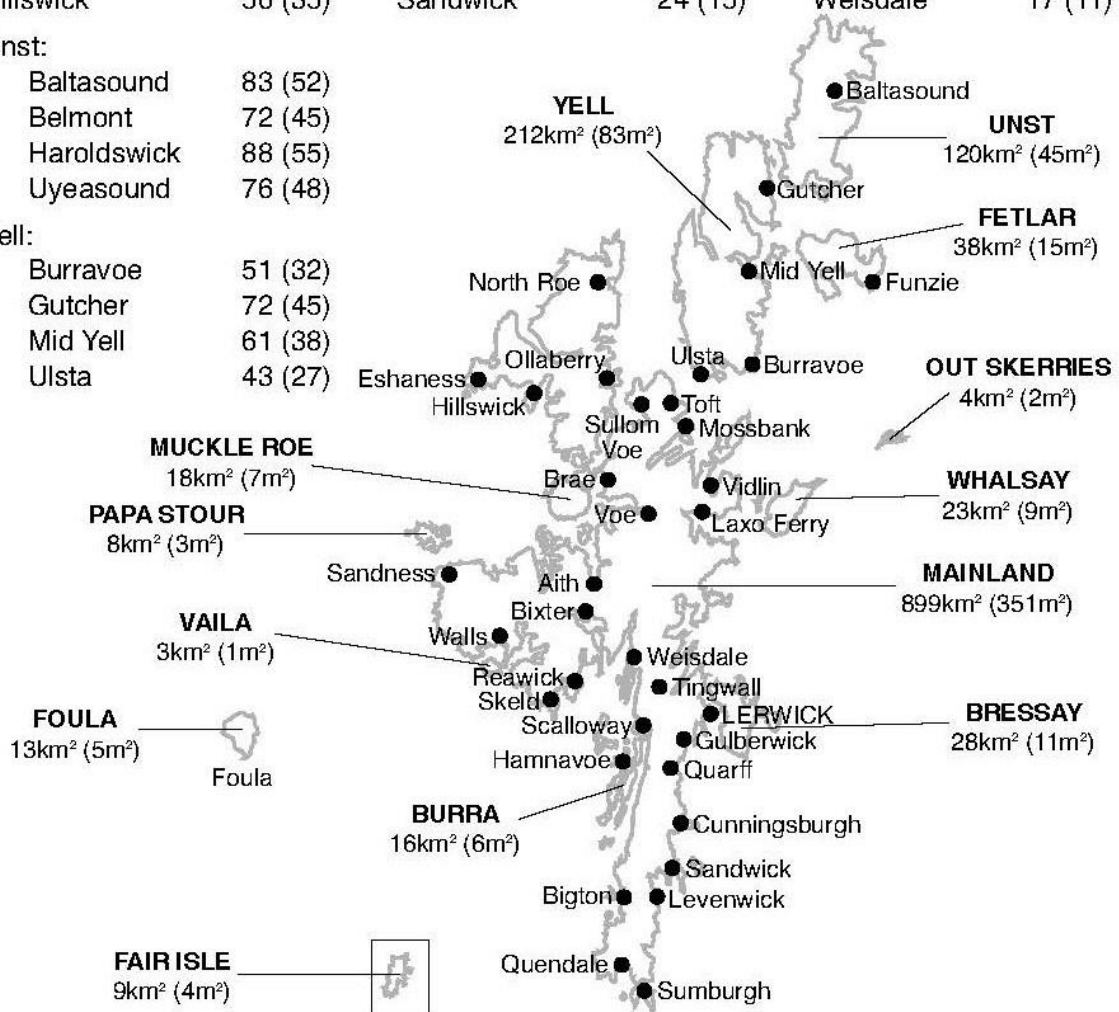 Sandwick 24 (15) Weisdale 17 (11)
Baltasound 83 (52)
Belmont 72 (45)
Haroldswick 88 (55)
Uyeasound 76 (48)
Burravoe 51 (32)
Gutcher 72 (45)
Mid Yell 61 (38)
Ulsta 43 (27)
Baltasound
YELL
212km² (83m²)
UNST
120km² (45m²)
Gutcher
FETLAR
38km² (15m²)
Mid Yell
Funzie
North Roe
Ollaberry
Ulsta
Burravoe
Eshaness
Hillswick
OUT SKERRIES
4km² (2m²)
Toft
Sullom
Voe
Mossbank
MUCKLE ROE
18km² (7m²)
Brae
Vidlin
WHALSAY
23km² (9m²)
Voe
Laxo Ferry
PAPA STOUR
8km² (3m²)
Sandness
Aith
MAINLAND
899km² (351m²)
Bixter
VAILA
3km² (1m²)
Walls
Weisdale
Reawick
Tingwall
Skeld
LERWICK
BRESSAY
28km² (11m²)
FOULA
13km² (5m²)
Foula
Scalloway
Gulberwick
Hamnavoe
Quarff
BURRA
16km² (6m²)
Cunningsburgh
Sandwick
Bigton
Levenwick
FAIR ISLE
9km² (4m²)
Quendale
Sumburgh